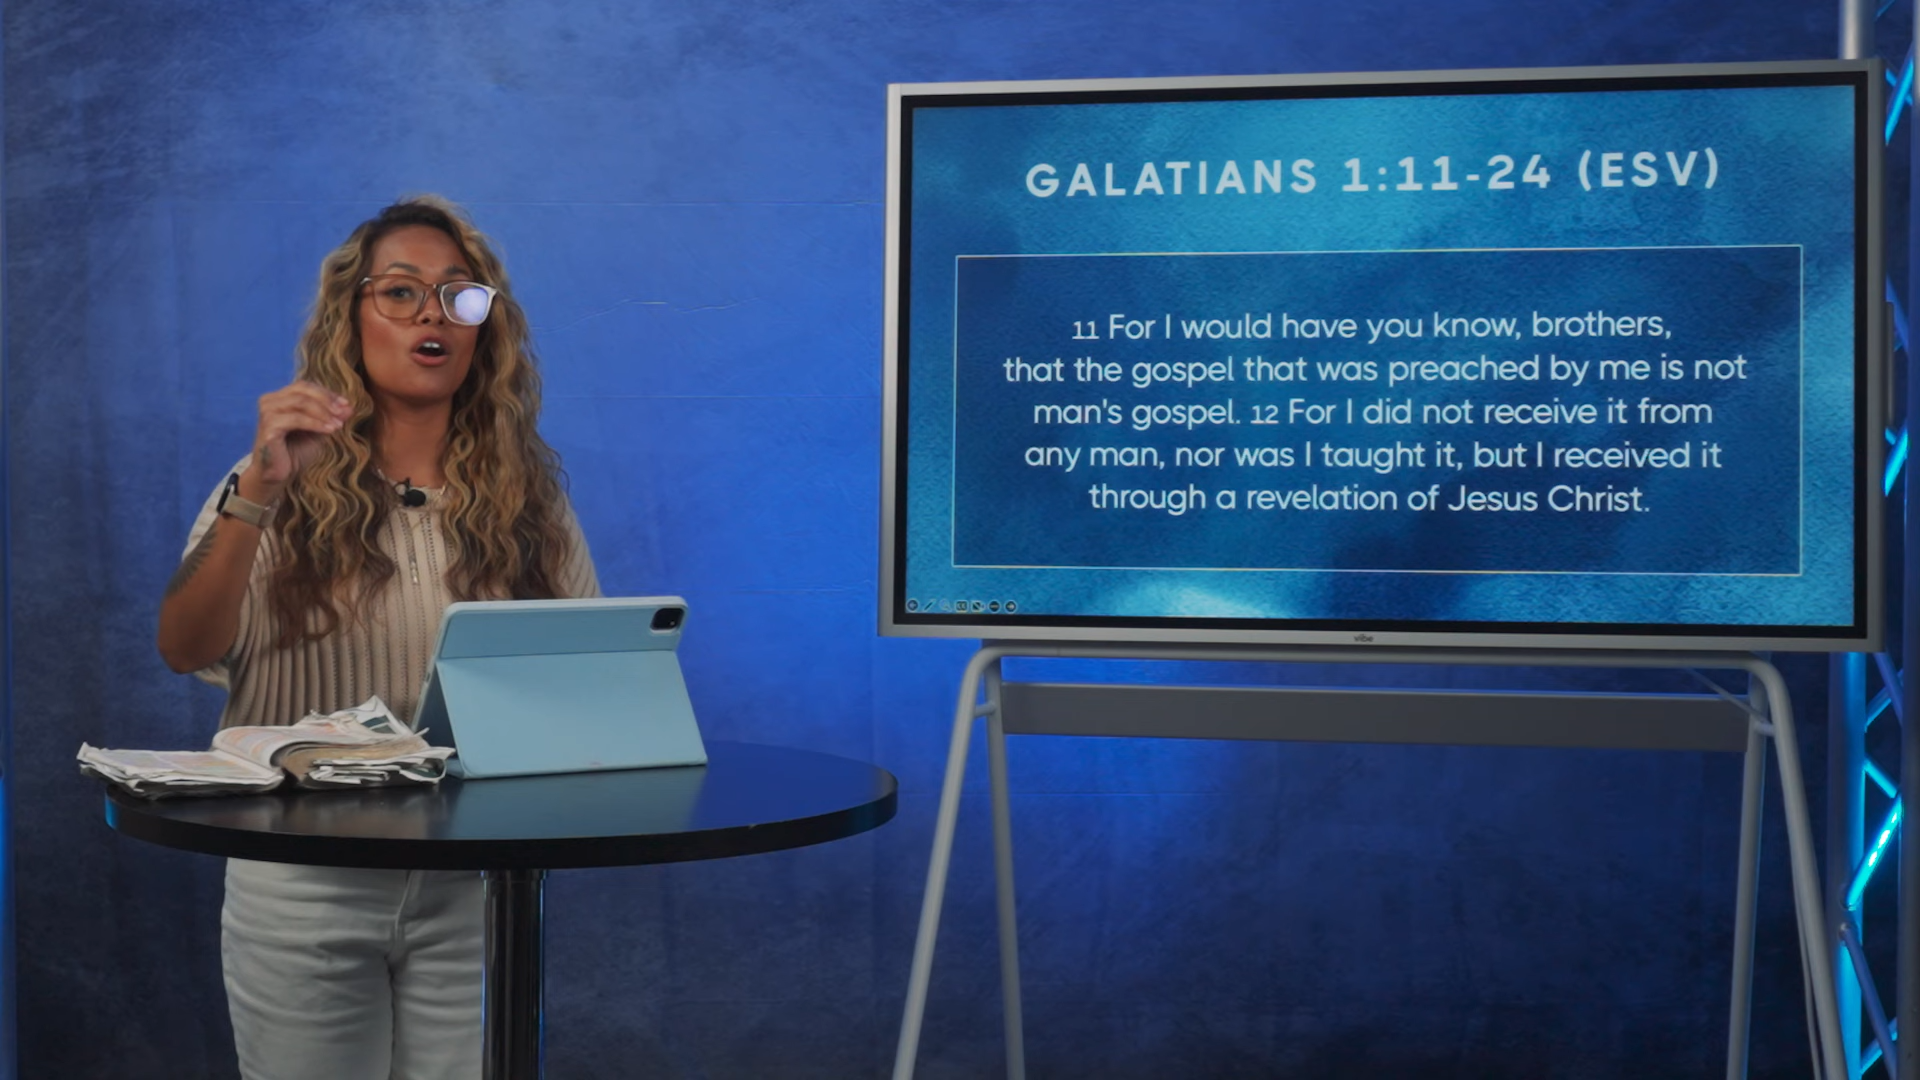 GALATIANS 1:11-24 (ESV)
11 For I would have you know, brothers,
that the gospel that was preached by me is not
man's gospel. 12 For I did not receive it from
any man, nor was I taught it, but I received it
through a revelation of Jesus Christ.
vibe